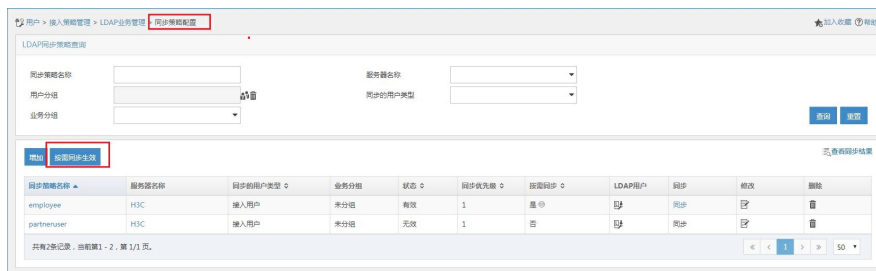 用户 > 接入策略管理 > LDAP业务管理 > 同步策略配置
加入收藏 ?帮助
LDAP同步策略查询
同步策略名称 服务器名称
用户分组 同步的用户类型
业务分组
查询 重置
增加 按需同步生效 查看同步结果
同步策略名称 服务器名称 同步的用户类型 业务分组 状态 同步优先级 按需同步 LDAP用户 同步 修改 删除
employee H3C 接入用户 未分组 有效 1 是 同步
partneruser H3C 接入用户 未分组 无效 1 否 同步
共有2条记录，当前第1 - 2，第 1/1 页。 « < 1 > » 50